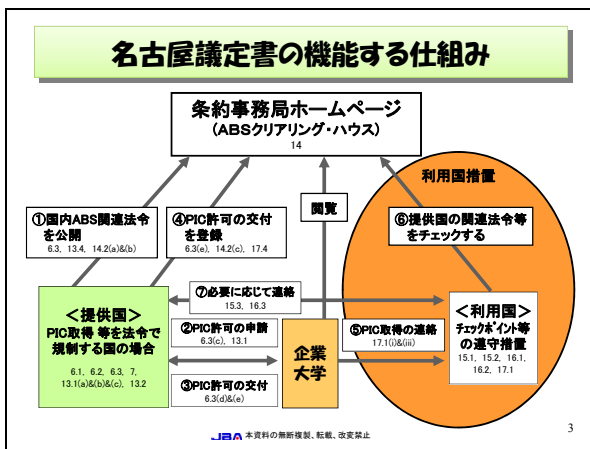 名古屋議定書の機能する仕組み
条約事務局ホームページ
(ABSクリアリング・ハウス)
14
利用国措置
①国内ABS関連法令
を公開
6.3, 13.4, 14.2(a)&(b)
④PIC許可の交付
を登録
6.3(e), 14.2(c), 17.4
閲覧
⑥提供国の関連法令等
をチェックする
⑦必要に応じて連絡
15.3, 16.3
<提供国>
PIC取得 等を法令で
規制する国の場合
6.1, 6.2, 6.3, 7,
13.1(a)&(b)&(c), 13.2
②PIC許可の申請
6.3(c), 13.1
③PIC許可の交付
6.3(d)&(e)
企業
大学
⑤PIC取得の連絡
17.1(i)&(iii)
<利用国>
チェックポイント等
の遵守措置
15.1, 15.2, 16.1,
16.2, 17.1
JBA 本資料の無断複製、転載、改変禁止
3